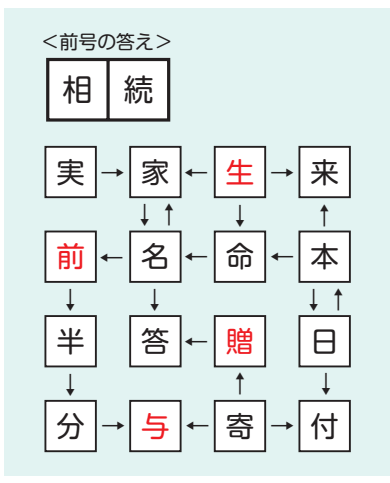 <前号の答え>
相続
実→家←生→来
↓↑ ↓ ↑
前←名←命←本
↓ ↓ ↓↑
半 答←贈 日
↓ ↑ ↓
分→与←寄→付